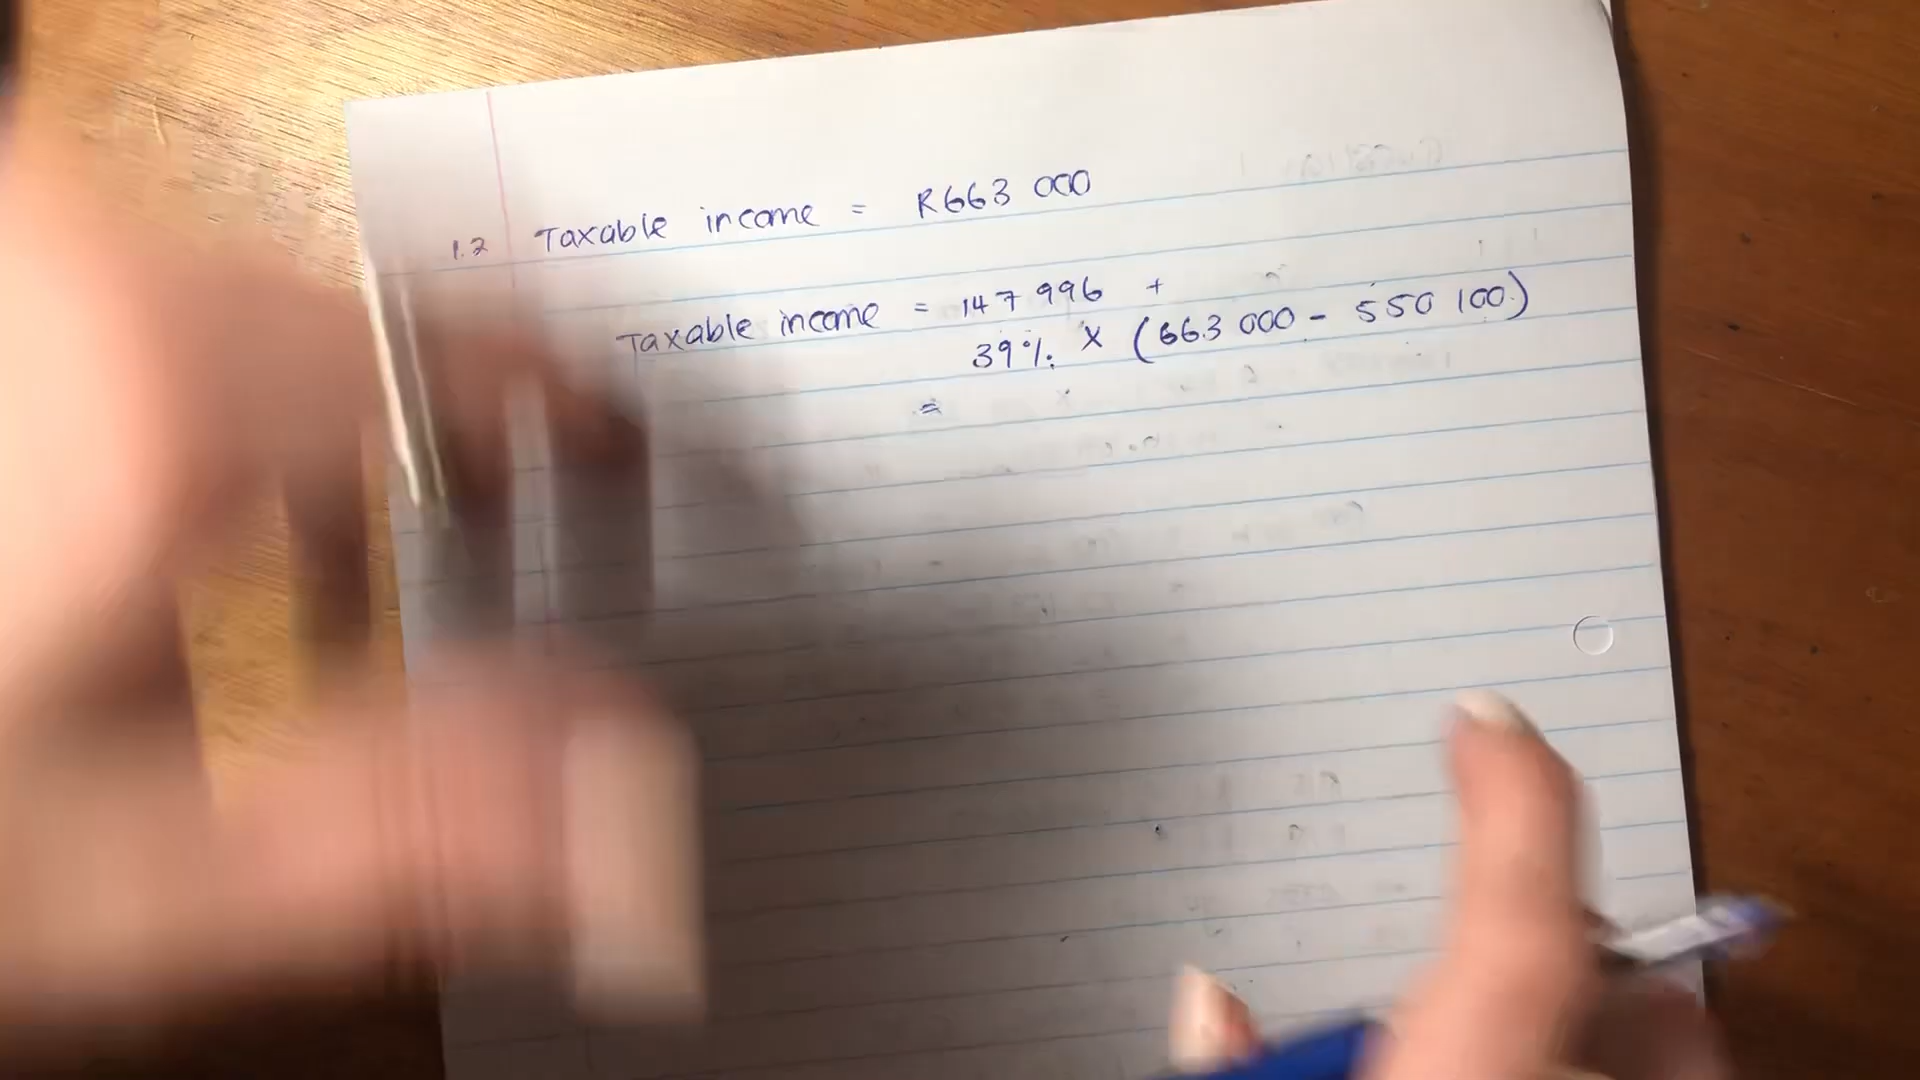 1.2 Taxable income = R663 000
Taxable income = 147 996 +
39% x (663 000 - 550 100)
=